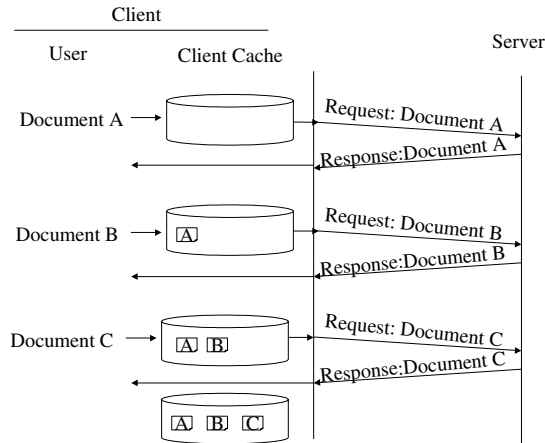 Client
Server
User Client Cache
Document A
Request: Document A
Response:Document A
Document B
A
Request: Document B
Response:Document B
Document C
A B
Request: Document C
Response:Document C
A B C